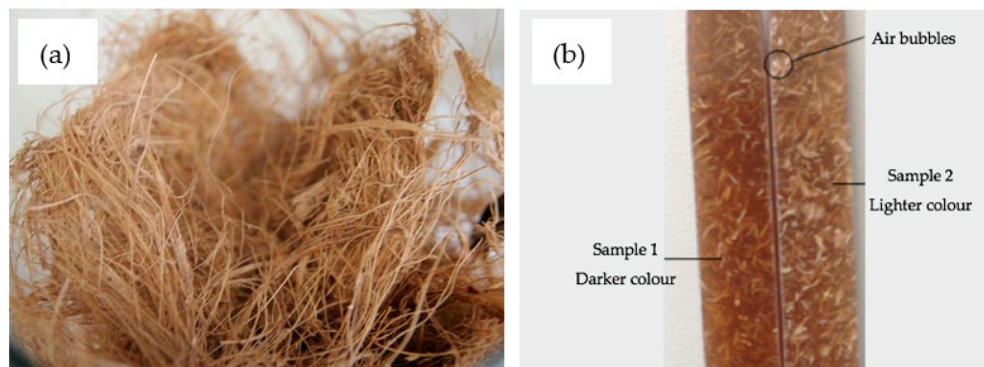 (a)
(b)
Air bubbles
Sample 2
Lighter colour
Sample 1
Darker colour